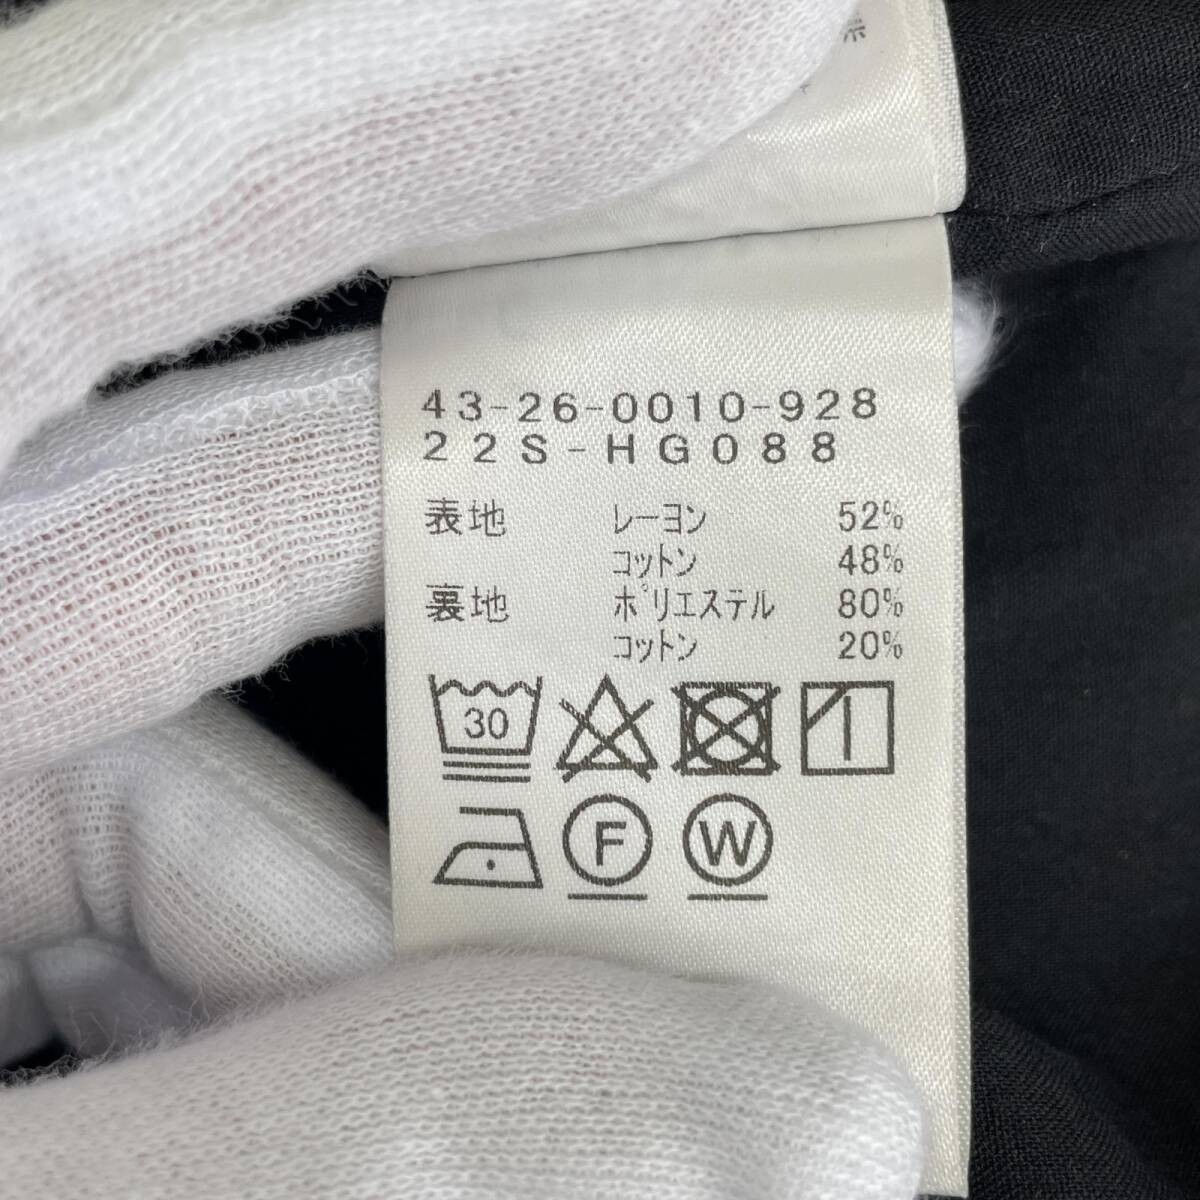 県
43-26-0010-928
22S-HG088
表地 レーヨン 52%
コットン 48%
裏地 ポリエステル 80%
コットン 20%
30
F W